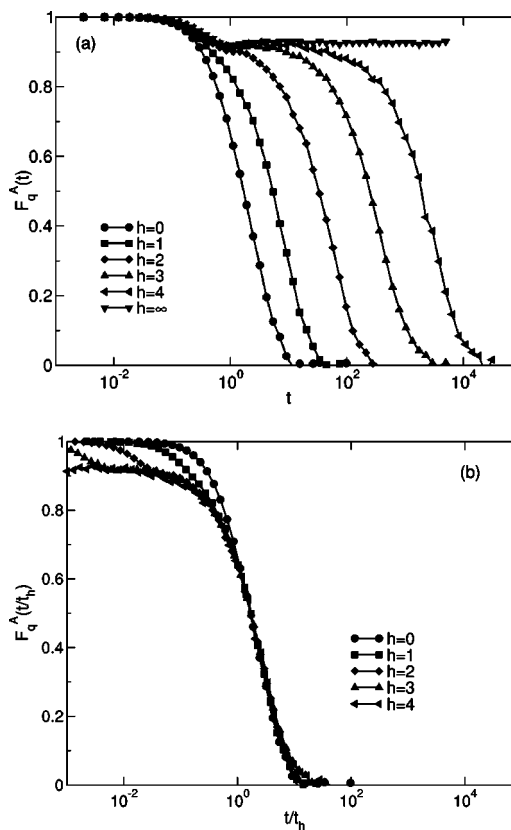 (a)
1
0.8
0.6
0.4
0.2
0
F_q^A(t)
h=0
h=1
h=2
h=3
h=4
h=∞
10^-2
10^0
10^2
10^4
t
(b)
1
0.8
0.6
0.4
0.2
0
F_q^A(t/t_h)
h=0
h=1
h=2
h=3
h=4
10^-2
10^0
10^2
10^4
t/t_h